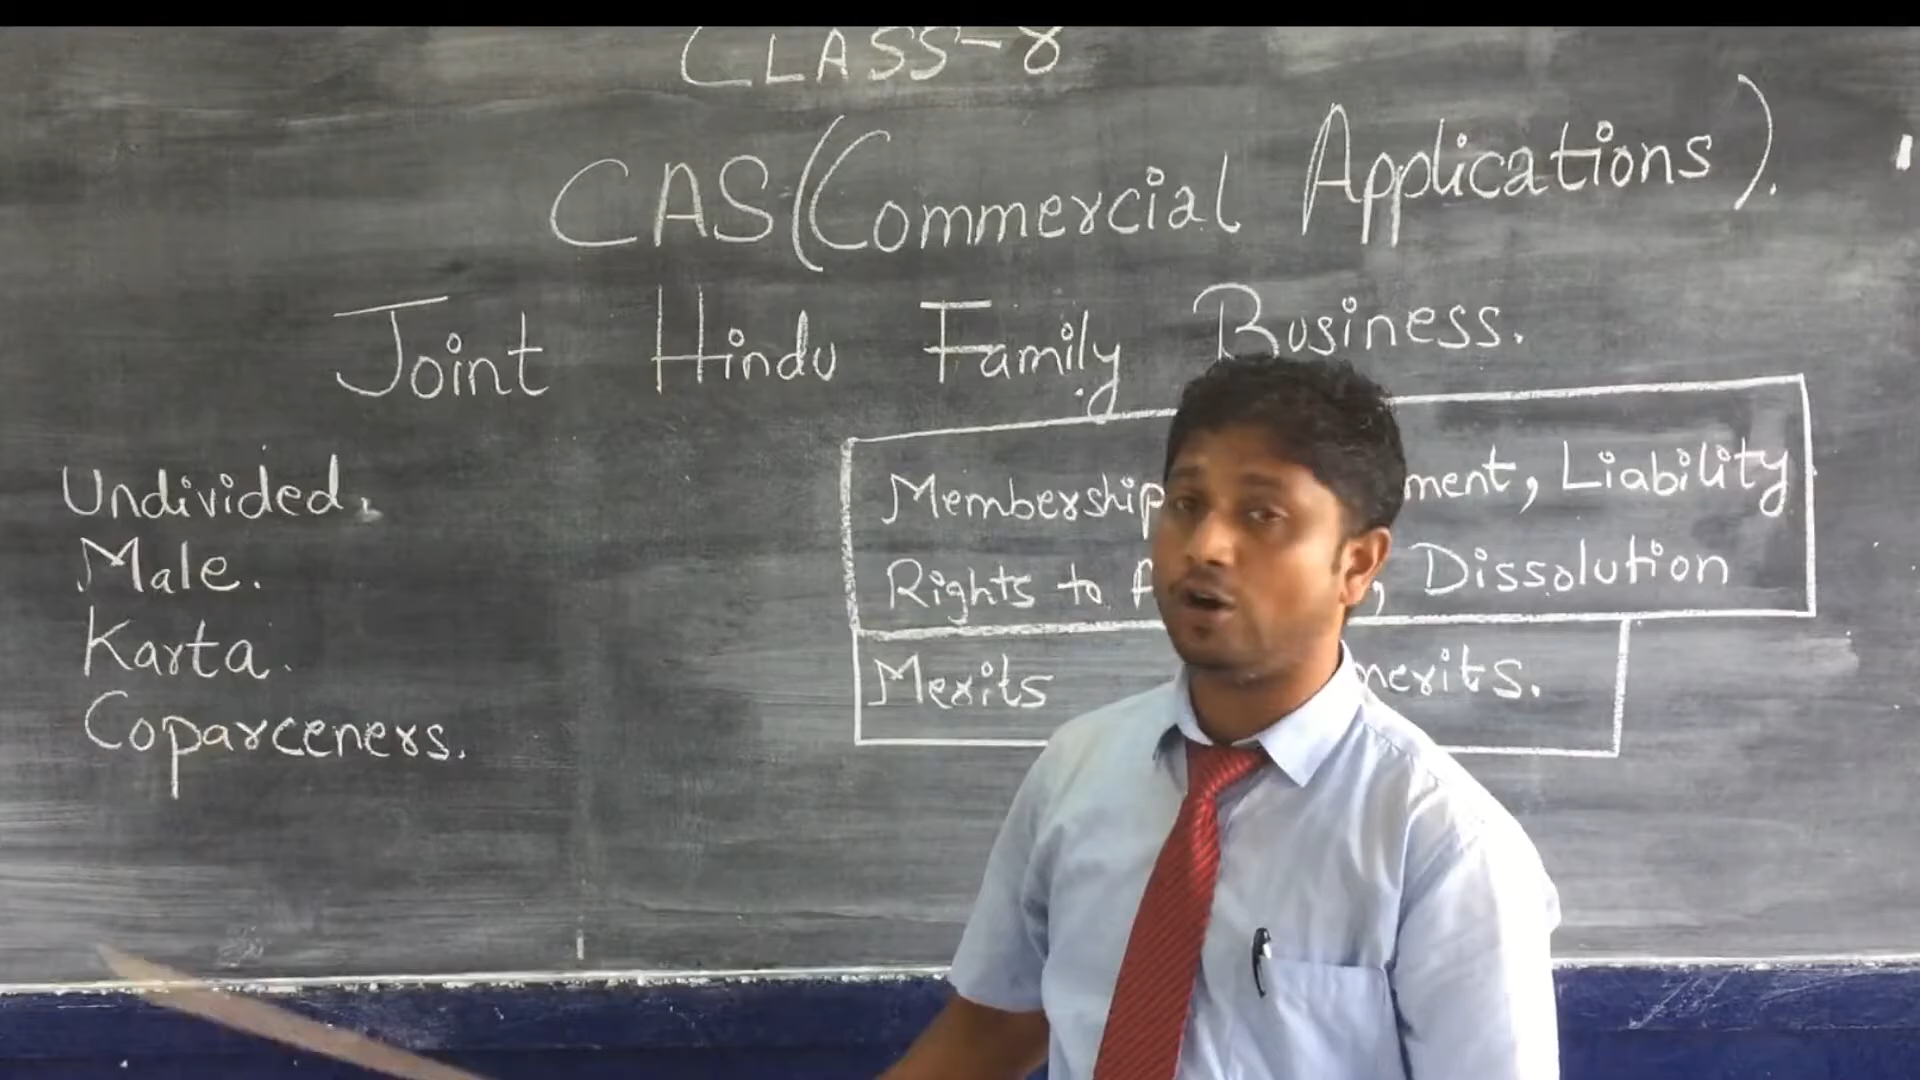 CLASS-8
CAS (Commercial Applications).
Joint Hindu Family Business.
Undivided.
Male.
Karta.
Coparceners.
Membership ment, Liability
Rights to , Dissolution
Merits merits.